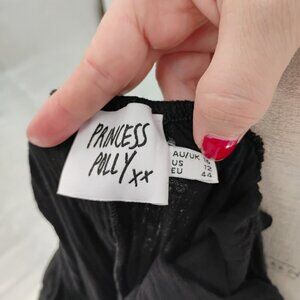 PRINCESS
POLLY xx
AU/UK
US 12
EU 44